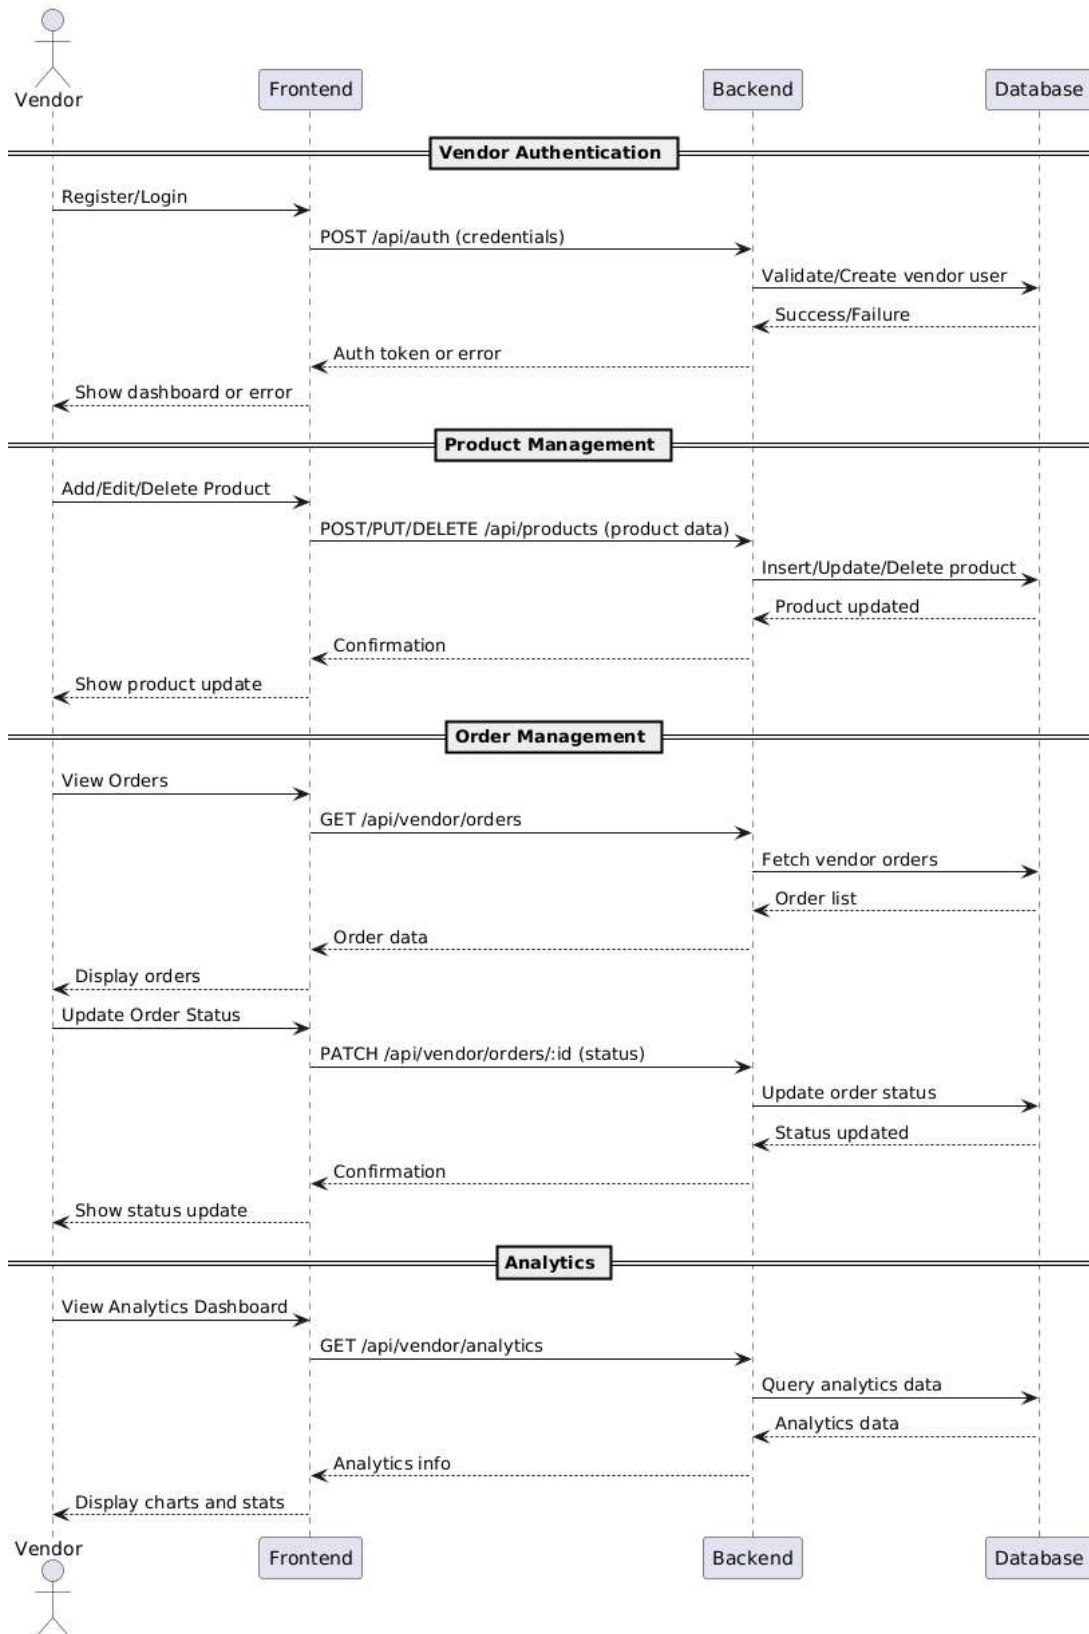 Vendor
Frontend
Backend
Database
Vendor Authentication
Register/Login
POST /api/auth (credentials)
Validate/Create vendor user
Success/Failure
Auth token or error
Show dashboard or error
Product Management
Add/Edit/Delete Product
POST/PUT/DELETE /api/products (product data)
Insert/Update/Delete product
Product updated
Confirmation
Show product update
Order Management
View Orders
GET /api/vendor/orders
Fetch vendor orders
Order list
Order data
Display orders
Update Order Status
PATCH /api/vendor/orders/:id (status)
Update order status
Status updated
Confirmation
Show status update
Analytics
View Analytics Dashboard
GET /api/vendor/analytics
Query analytics data
Analytics data
Analytics info
Display charts and stats
Vendor
Frontend
Backend
Database